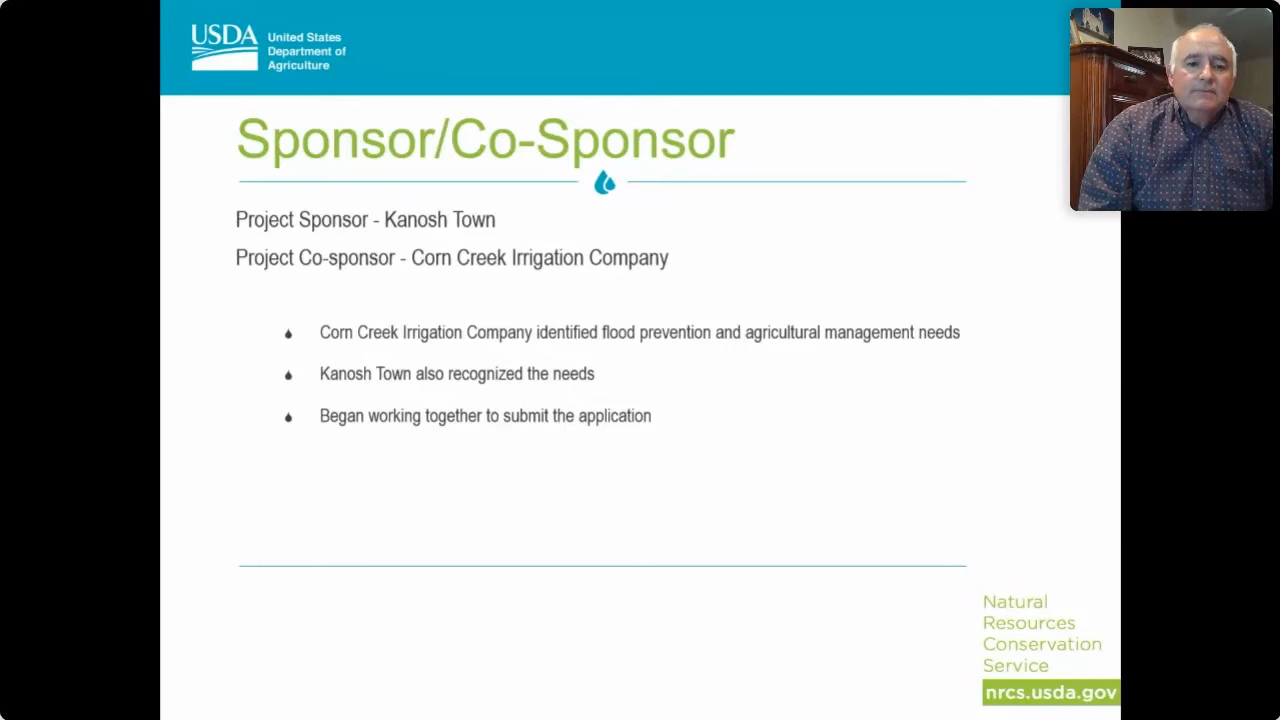 USDA
United States
Department of
Agriculture
Sponsor/Co-Sponsor
Project Sponsor - Kanosh Town
Project Co-sponsor - Corn Creek Irrigation Company
Corn Creek Irrigation Company identified flood prevention and agricultural management needs
Kanosh Town also recognized the needs
Began working together to submit the application
Natural
Resources
Conservation
Service
nrcs.usda.gov